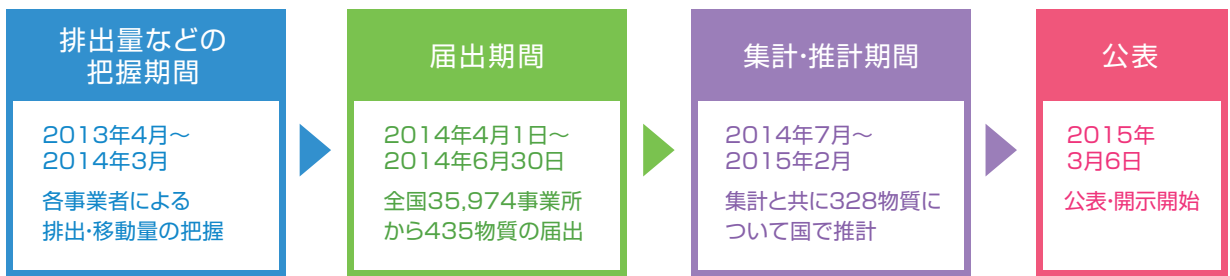 排出量などの
把握期間
2013年4月〜
2014年3月
各事業者による
排出・移動量の把握
届出期間
2014年4月1日〜
2014年6月30日
全国35,974事業所
から435物質の届出
集計・推計期間
2014年7月〜
2015年2月
集計と共に328物質に
ついて国で推計
公表
2015年
3月6日
公表・開示開始